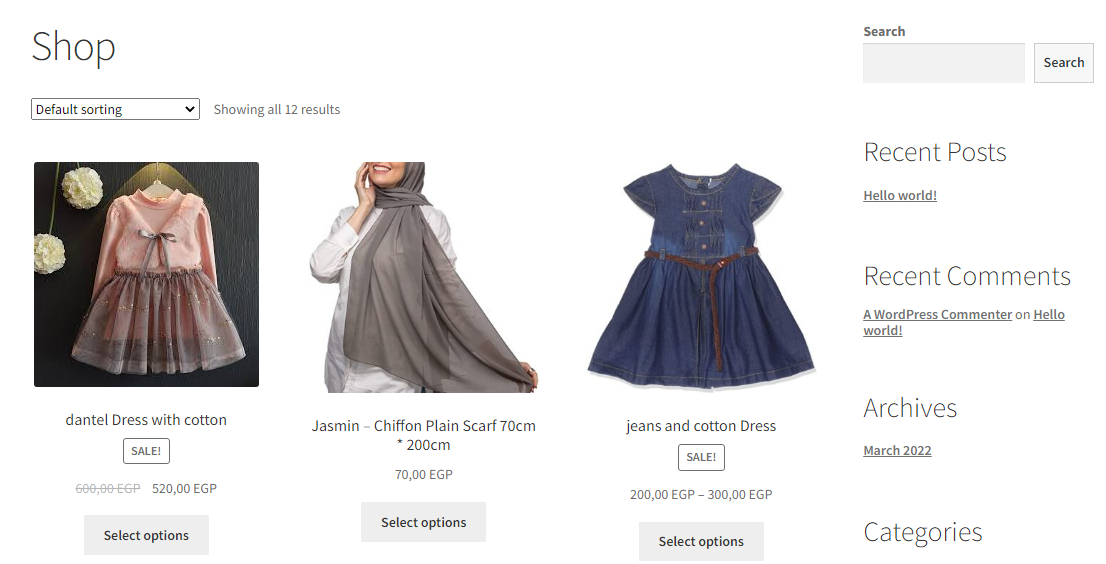 Shop
Default sorting
Showing all 12 results
dantel Dress with cotton
SALE!
600,00 EGP 520,00 EGP
Select options
Jasmin – Chiffon Plain Scarf 70cm
* 200cm
70,00 EGP
Select options
jeans and cotton Dress
SALE!
200,00 EGP – 300,00 EGP
Select options
Search
Search
Recent Posts
Hello world!
Recent Comments
A WordPress Commenter on Hello
world!
Archives
March 2022
Categories